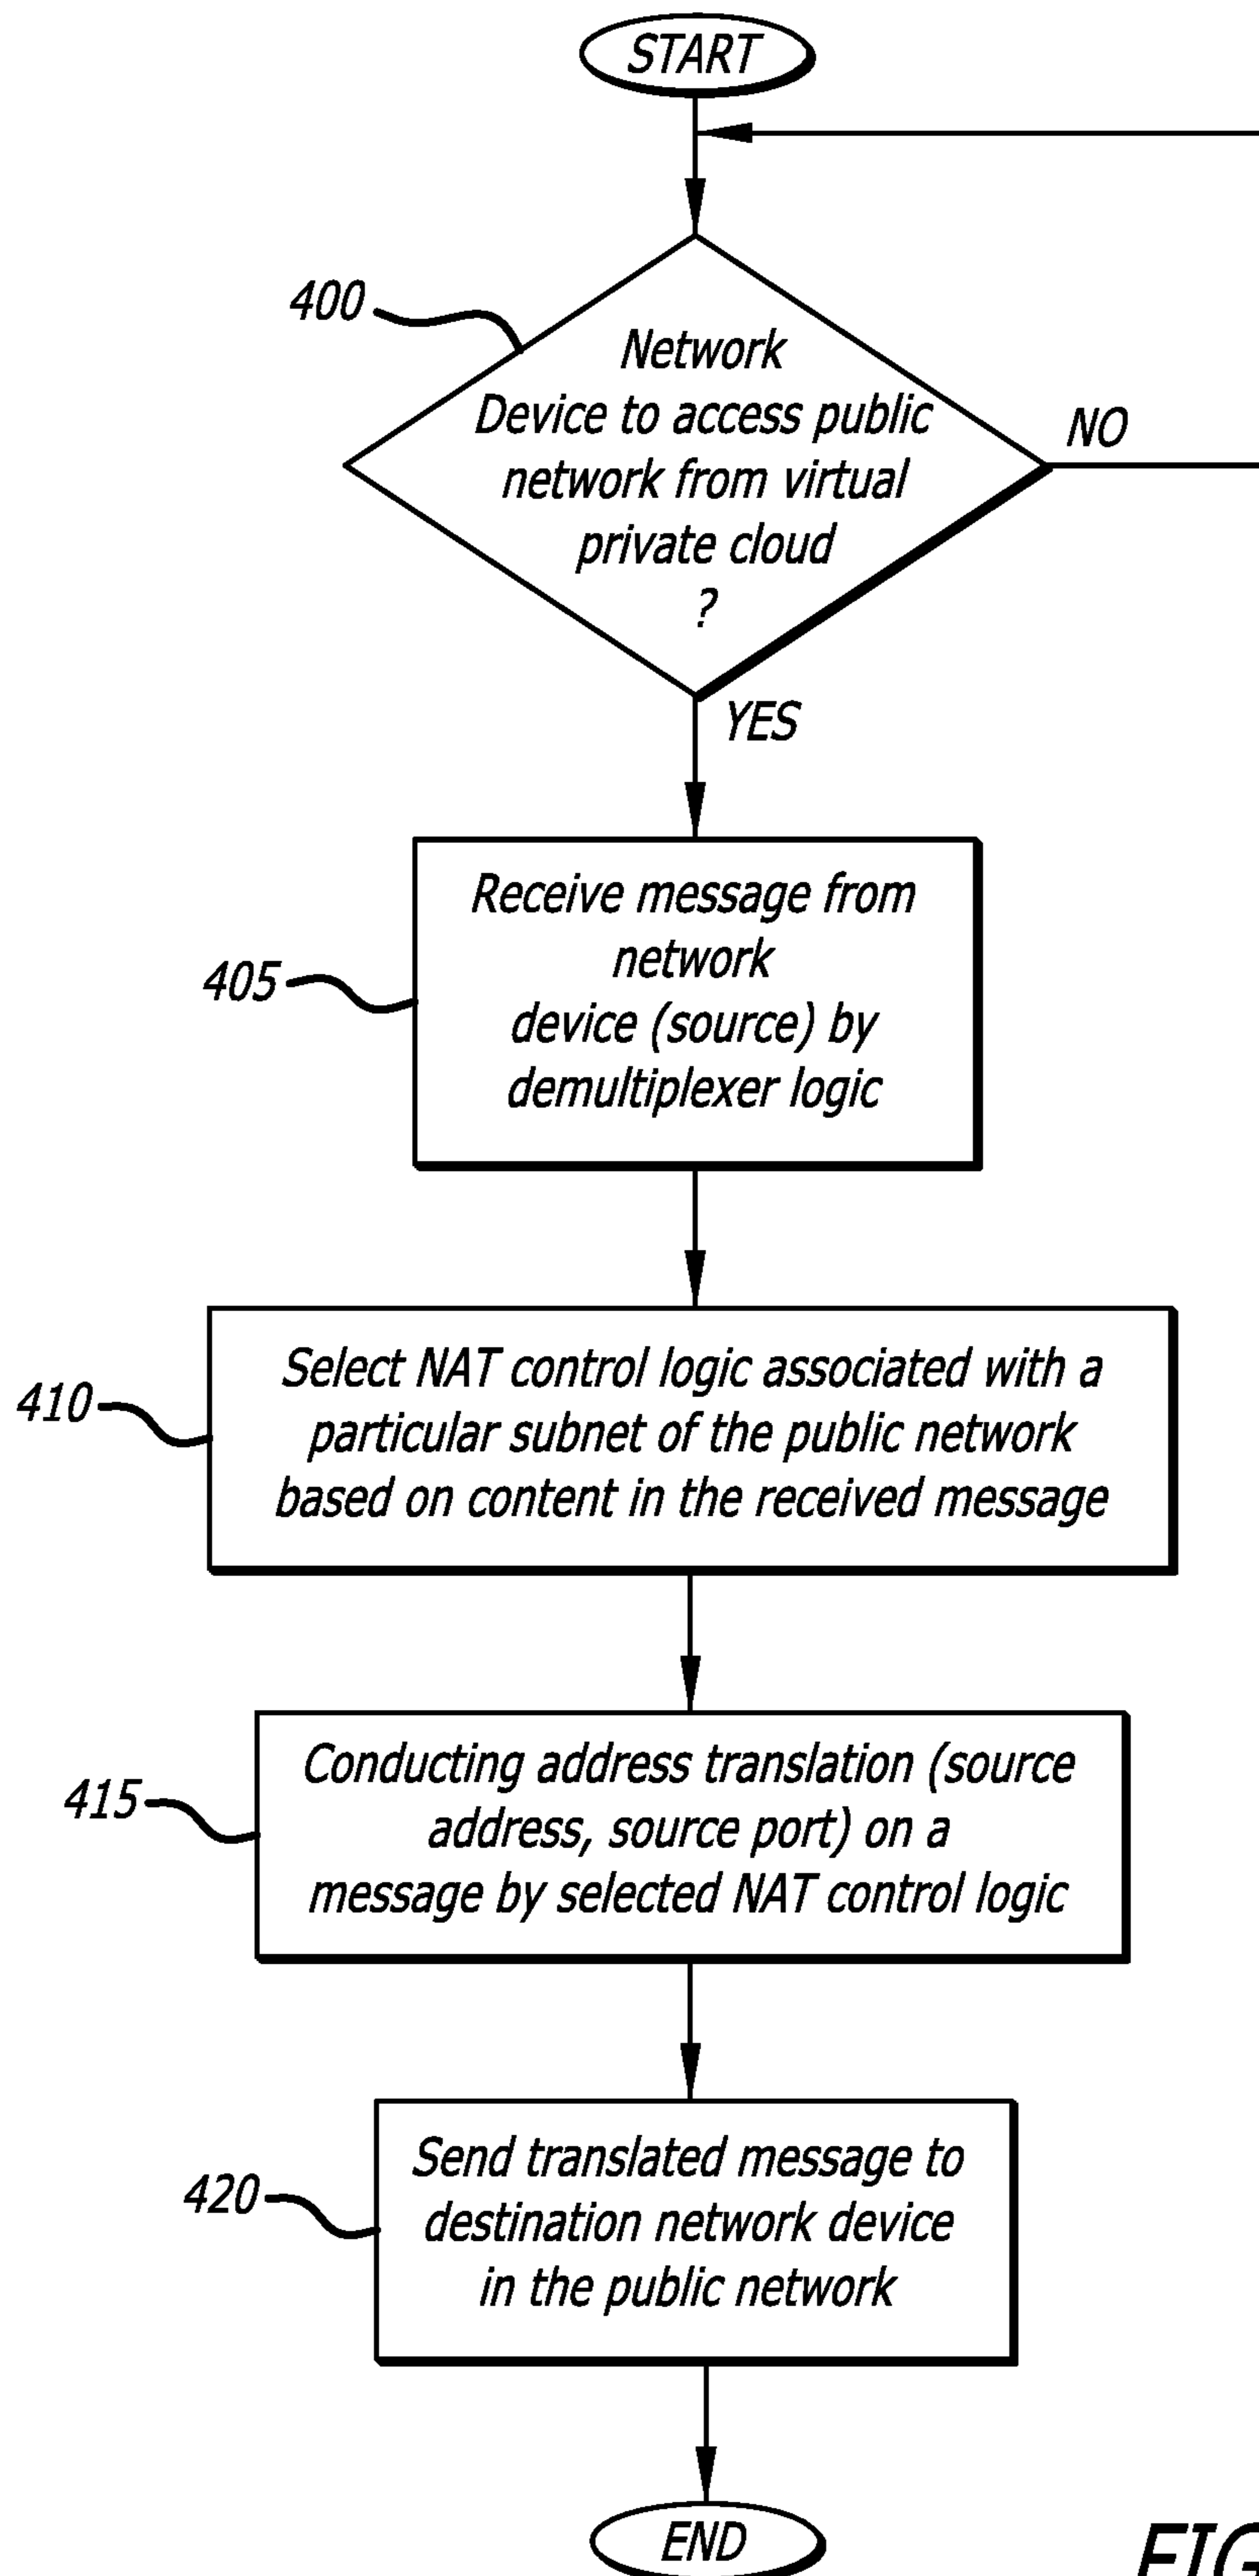 START
400
Network
Device to access public
network from virtual
private cloud
?
NO
YES
Receive message from
network
device (source) by
demultiplexer logic
405
Select NAT control logic associated with a
particular subnet of the public network
based on content in the received message
410
Conducting address translation (source
address, source port) on a
message by selected NAT control logic
415
Send translated message to
destination network device
in the public network
420
END